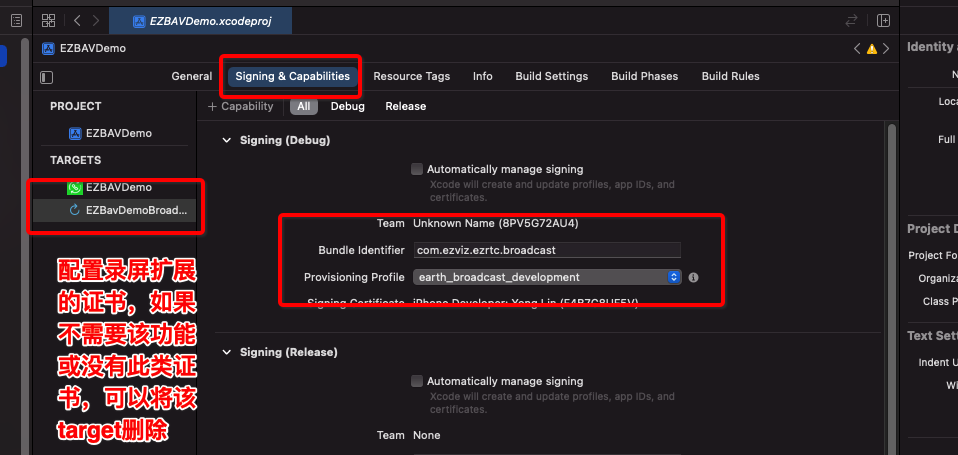 EZBAVDemo.xcodeproj
EZBAVDemo
Identity a
General
Signing & Capabilities
Resource Tags
Info
Build Settings
Build Phases
Build Rules
PROJECT
EZBAVDemo
TARGETS
EZBAVDemo
EZBavDemoBroad...
配置录屏扩展
的证书，如果
不需要该功能
或没有此类证
书，可以将该
target删除
+ Capability
All
Debug
Release
Signing (Debug)
Automatically manage signing
Xcode will create and update profiles, app IDs, and
certificates.
Team Unknown Name (8PV5G72AU4)
Bundle Identifier com.ezviz.ezrtc.broadcast
Provisioning Profile earth_broadcast_development
Signing Certificate iPhone Developer: Yong Lin
Signing (Release)
Automatically manage signing
Xcode will create and update profiles, app IDs, and
certificates.
Team None
N
Loca
Full
Project D
Project Fo
Organiza
Class P
Text Sett
Indent U
Wi